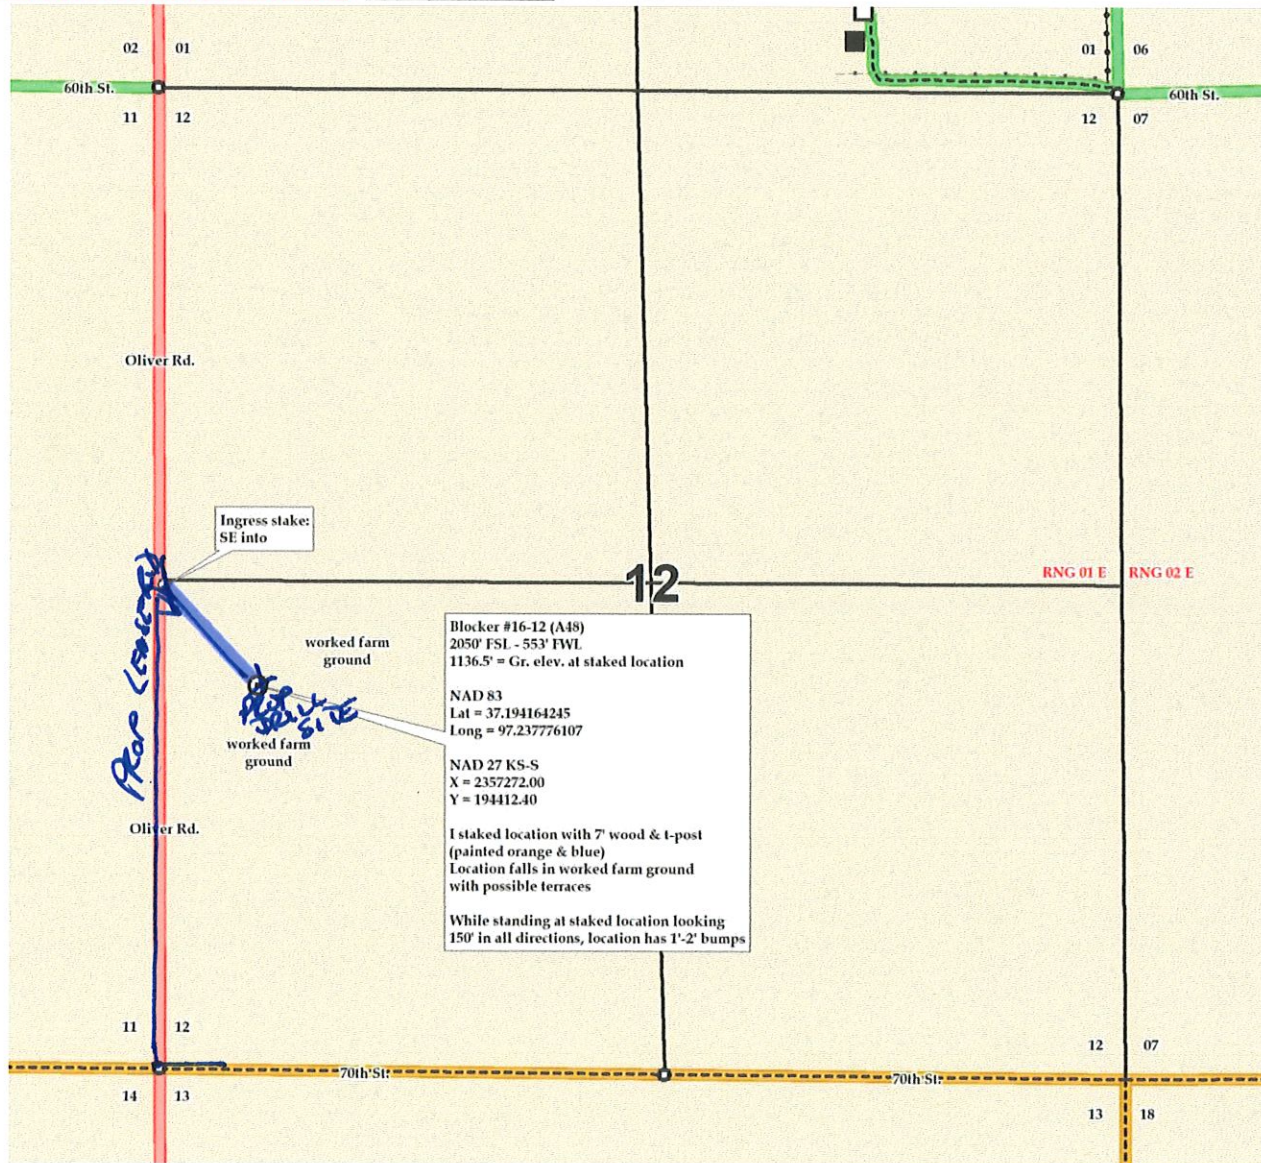 02 01
01 06
60th St.
60th St.
11 12
12 07
Oliver Rd.
Ingress stake:
SE into
12
RNG 01 E RNG 02 E
Blocker #16-12 (A48)
2050' FSL - 553' FWL
1136.5' = Gr. elev. at staked location
NAD 83
Lat = 37.194164245
Long = 97.237776107
NAD 27 KS-S
X = 2357272.00
Y = 194412.40
I staked location with 7' wood & t-post
(painted orange & blue)
Location falls in worked farm ground
with possible terraces
While standing at staked location looking
150' in all directions, location has 1'-2' bumps
worked farm
ground
PROP
DRILL
SITE
worked farm
ground
PROP
Oliver Rd.
11 12
12 07
70th St.
70th St.
14 13
13 18